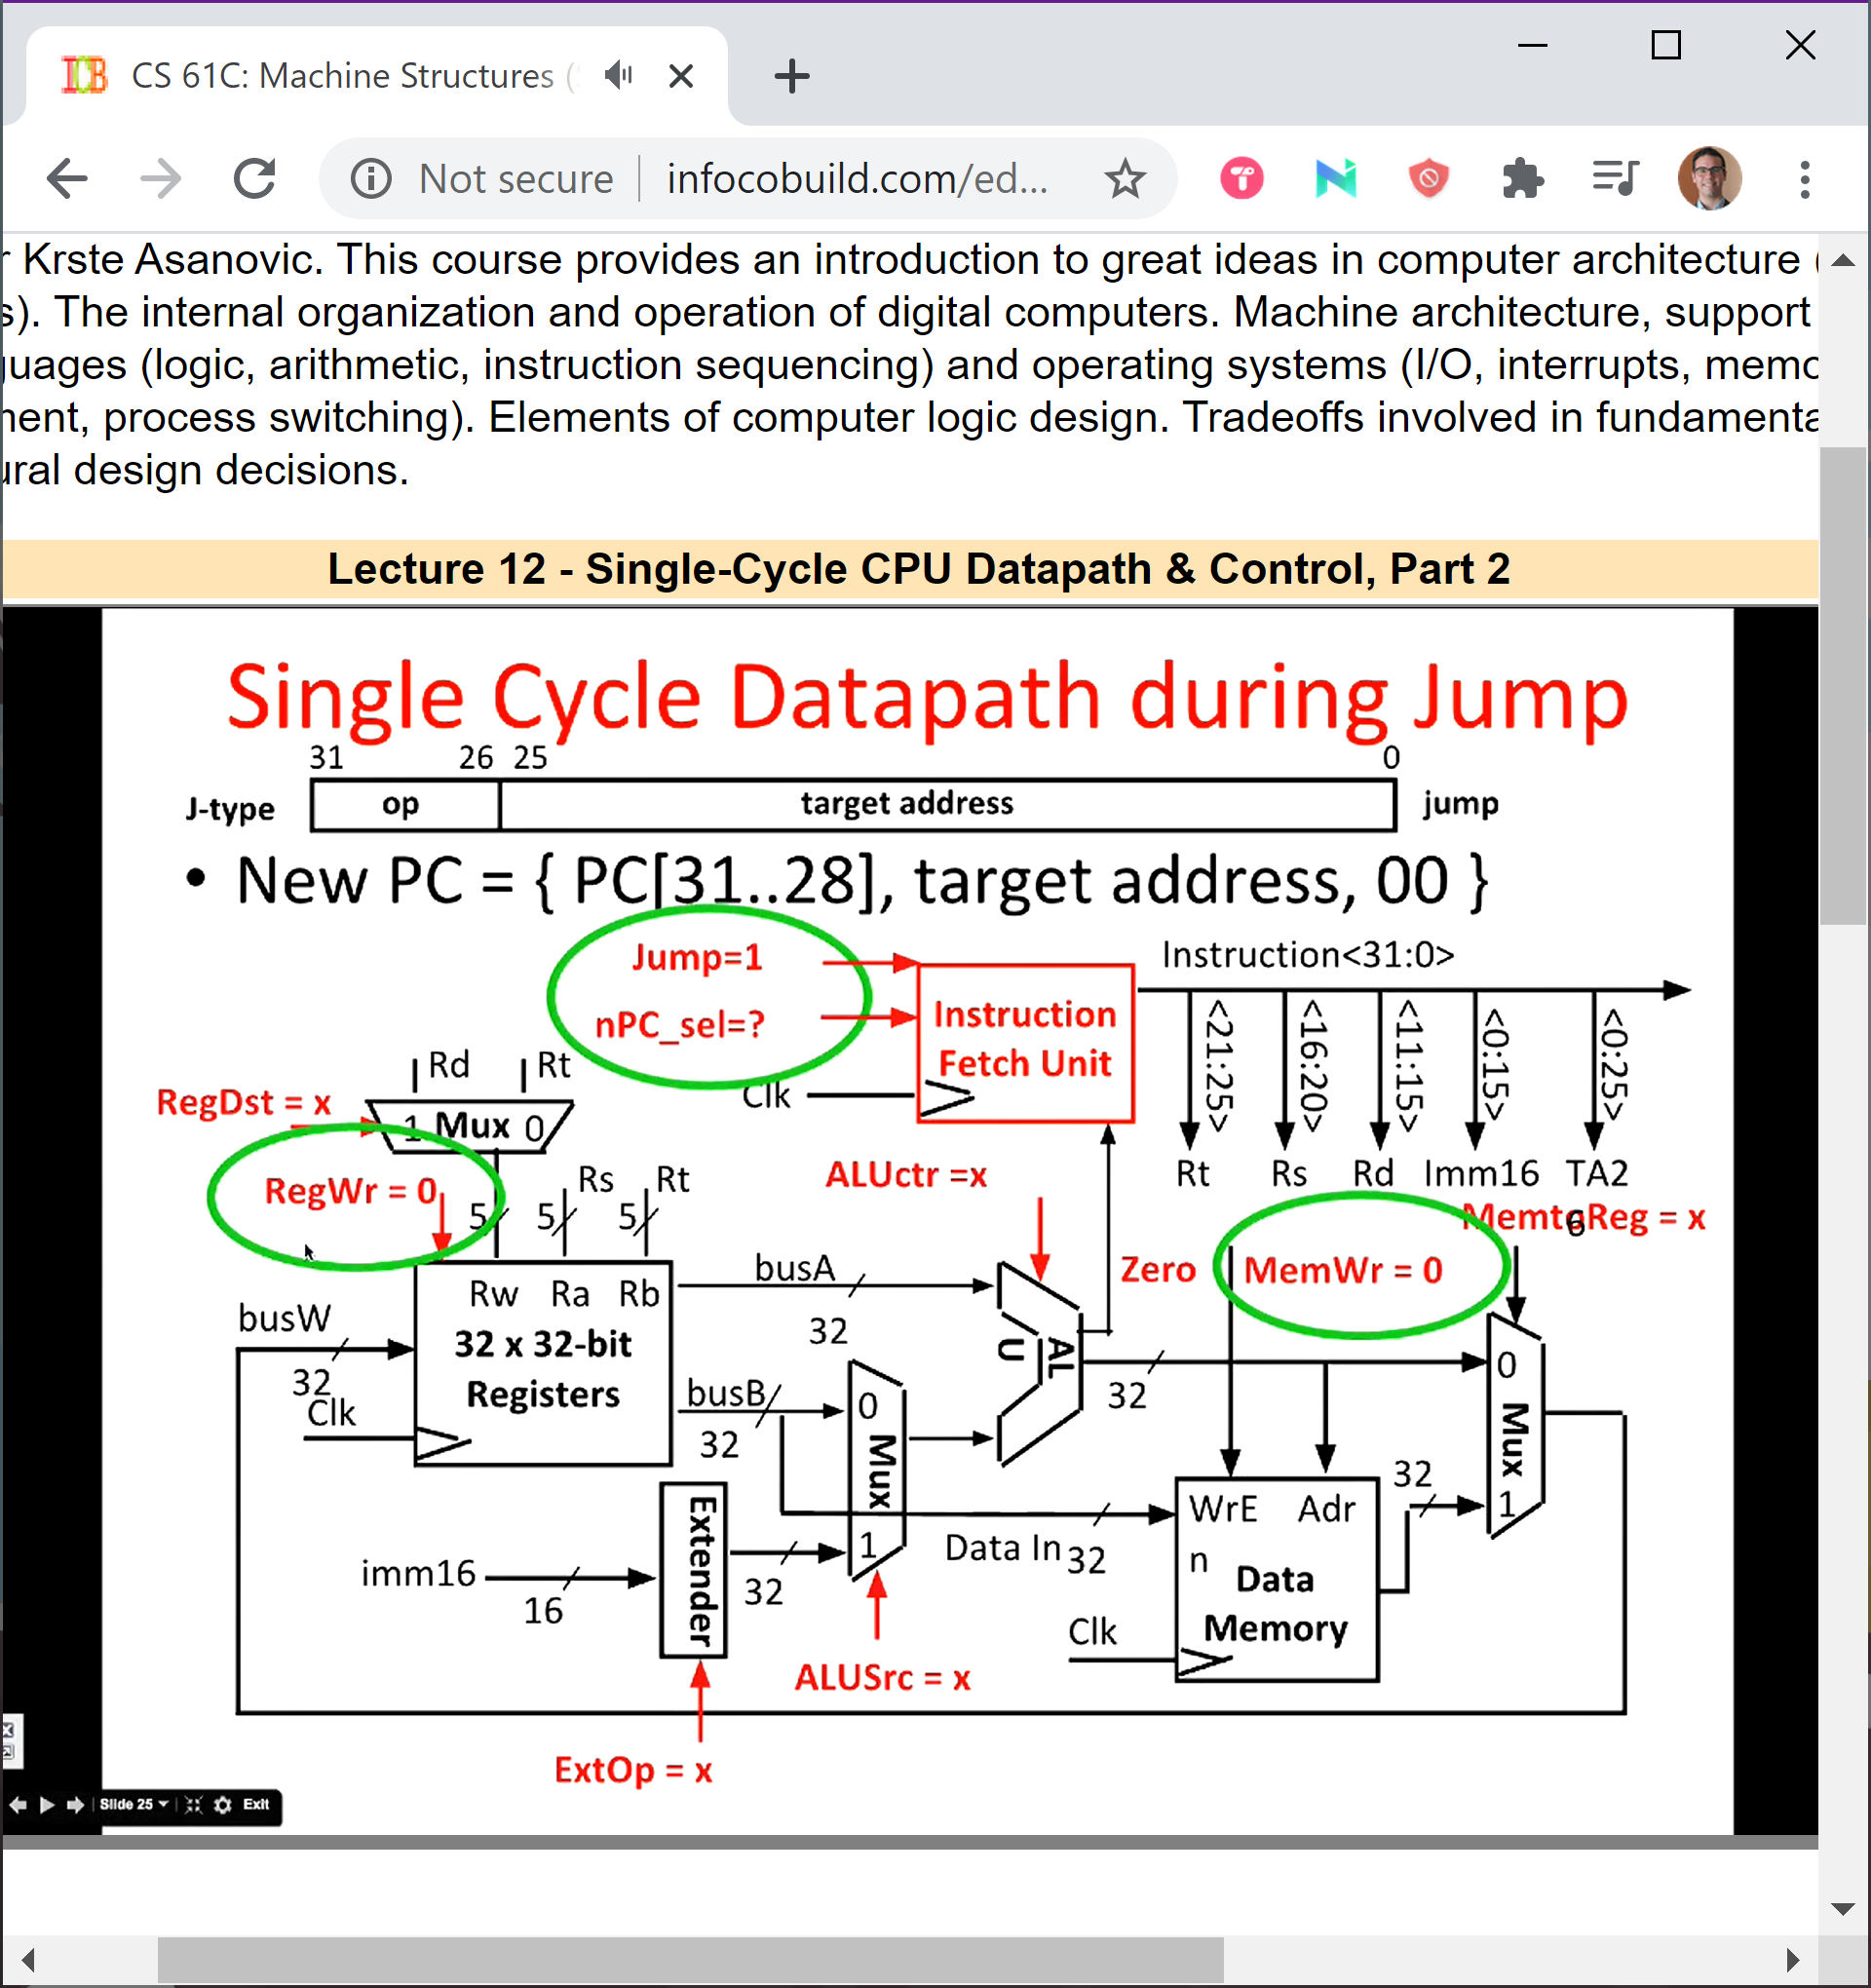 CS 61C: Machine Structures (
Not secure
infocobuild.com/ed...
r Krste Asanovic. This course provides an introduction to great ideas in computer architecture (
s). The internal organization and operation of digital computers. Machine architecture, support
guages (logic, arithmetic, instruction sequencing) and operating systems (I/O, interrupts, memo
ment, process switching). Elements of computer logic design. Tradeoffs involved in fundamenta
ural design decisions.
Lecture 12 - Single-Cycle CPU Datapath & Control, Part 2
Single Cycle Datapath during Jump
31 26 25 0
J-type op target address jump
• New PC = { PC[31..28], target address, 00 }
Jump=1
nPC_sel=?
Clk
Instruction
Fetch Unit
Instruction<31:0>
<21:25>
<16:20>
<11:15>
<0:15>
<0:25>
Rt Rs Rd Imm16 TA2
6
Rd Rt
RegDst = x
1 Mux 0
RegWr = 0
5 5 5
Rs Rt
ALUctr =x
Zero
MemWr = 0
MemtoReg = x
busW
32
Clk
Rw Ra Rb
32 x 32-bit
Registers
busA
32
busB
32
0
Mux
1
ALU
32
0
Mux
1
imm16
16
Extender
32
Data In 32
Clk
WrE Adr
n
Data
Memory
32
ALUSrc = x
ExtOp = x
Slide 25
Exit